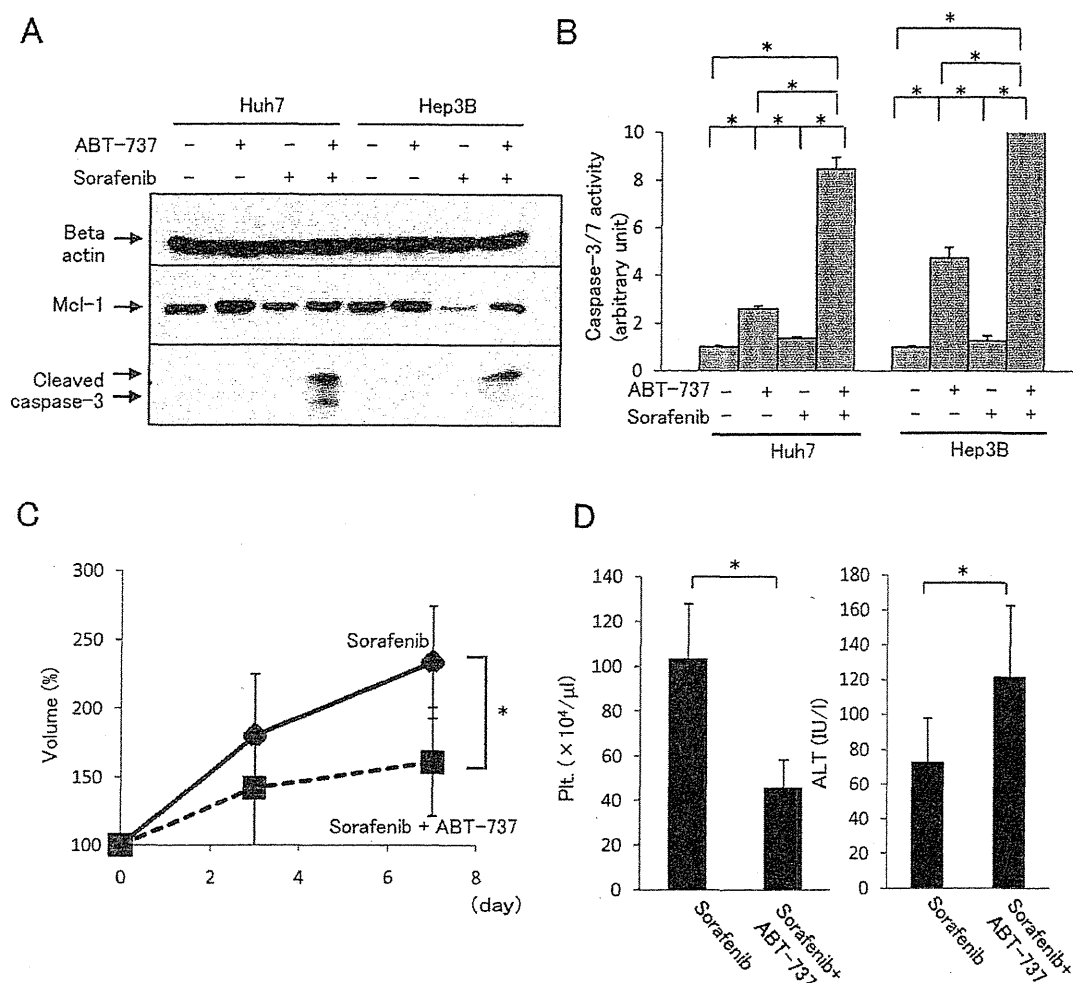 A
Huh7 Hep3B
ABT-737 - + - + - - - +
Sorafenib - - + + - - + +
Beta
actin
Mcl-1
Cleaved
caspase-3
B
* *
* *
* * * * * *
Caspase-3/7 activity
(arbitrary unit)
10
8
6
4
2
0
ABT-737 - + - + - + - +
Sorafenib - - + + - - + +
Huh7 Hep3B
C
Volume (%)
300
250
200
150
100
Sorafenib
*
Sorafenib + ABT-737
0 2 4 6 8
(day)
D
Plt. (×10⁴/μl)
140
120
100
80
60
40
20
0
*
Sorafenib
Sorafenib+
ABT-737
ALT (IU/l)
180
160
140
120
100
80
60
40
20
0
*
Sorafenib
Sorafenib+
ABT-737